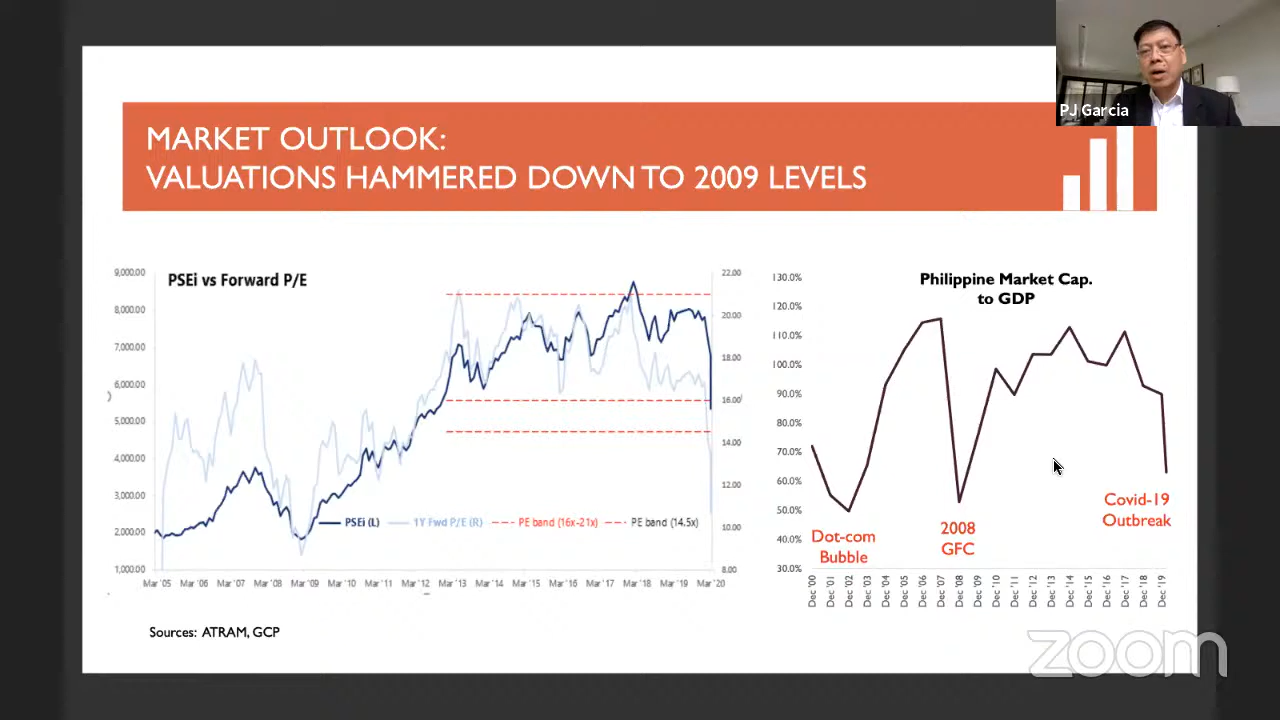 PJ Garcia
MARKET OUTLOOK:
VALUATIONS HAMMERED DOWN TO 2009 LEVELS
PSEi vs Forward P/E
9,000.00
8,000.00
7,000.00
6,000.00
5,000.00
4,000.00
3,000.00
2,000.00
1,000.00
22.00
20.00
18.00
16.00
14.00
12.00
10.00
8.00
PSEi (L) 1Y Fwd P/E (R) PE band (16x-21x) PE band (14.5x)
Mar '05 Mar '06 Mar '07 Mar '08 Mar '09 Mar '10 Mar '11 Mar '12 Mar '13 Mar '14 Mar '15 Mar '16 Mar '17 Mar '18 Mar '19 Mar '20
Philippine Market Cap.
to GDP
130.0%
120.0%
110.0%
100.0%
90.0%
80.0%
70.0%
60.0%
50.0%
40.0%
30.0%
Dot-com
Bubble
2008
GFC
Covid-19
Outbreak
Dec '00
Dec '01
Dec '02
Dec '03
Dec '04
Dec '05
Dec '06
Dec '07
Dec '08
Dec '09
Dec '10
Dec '11
Dec '12
Dec '13
Dec '14
Dec '15
Dec '16
Dec '17
Dec '18
Dec '19
Sources: ATRAM, GCP
zoom